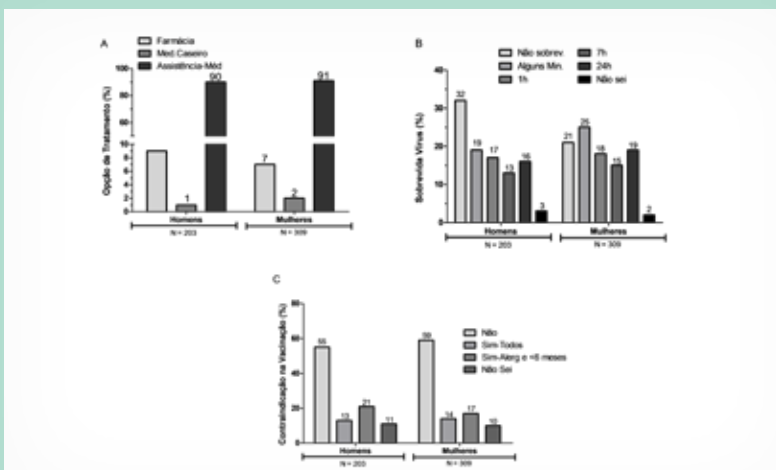 A
Farmácia
Med.Caseiro
Assistência-Méd
Opção de Tratamento (%)
100
80
60
10
8
6
4
2
0
1
90
7
2
91
Homens
Mulheres
N = 203
N = 309
B
Não sobrev.
Alguns Min.
1h
7h
24h
Não sei
Sobrevida Vírus (%)
40
20
0
32
19
17
13
16
3
21
25
18
15
19
2
Homens
Mulheres
N = 203
N = 309
C
Não
Sim-Todos
Sim-Alerg e <6 meses
Não Sei
Contraindicação na Vacinação (%)
80
60
40
20
0
55
13
21
11
59
14
17
10
Homens
Mulheres
N = 203
N = 309